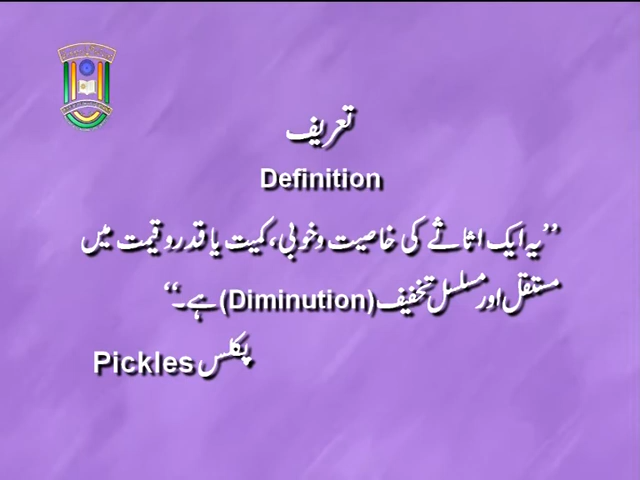 تعریف
Definition
’’یہ ایک اثاثے کی خاصیت و خوبی، کمیت یا قدر و قیمت میں
مستقل اور مسلسل تخفیف (Diminution) ہے۔‘‘
پکلس Pickles